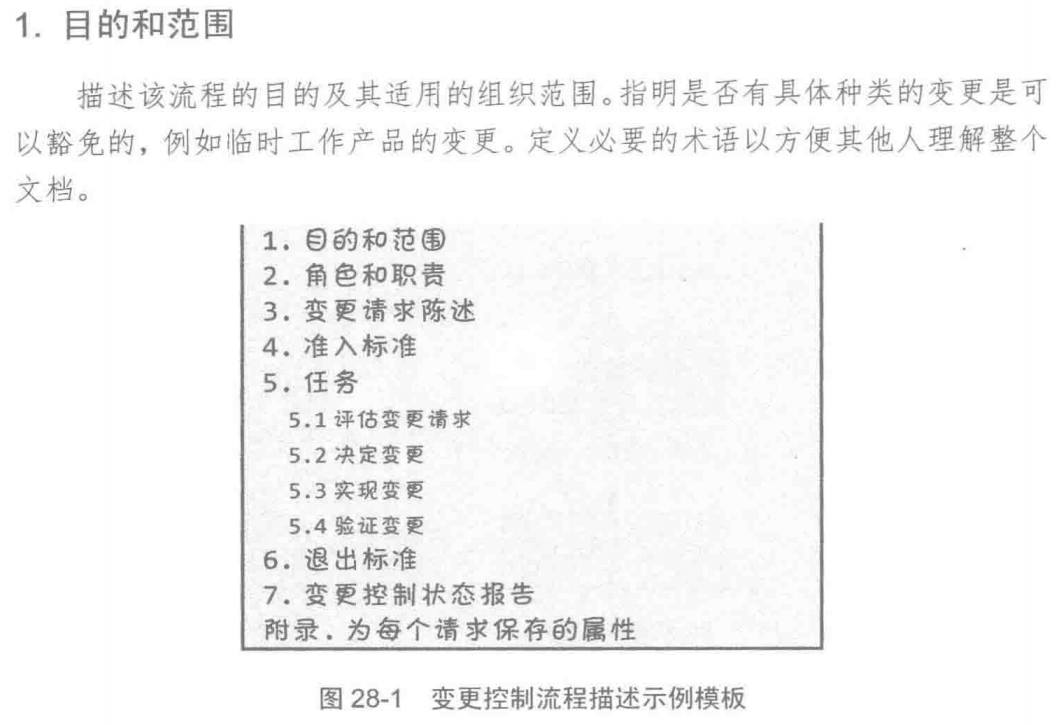 1. 目的和范围
描述该流程的目的及其适用的组织范围。指明是否有具体种类的变更是可
以豁免的，例如临时工作产品的变更。定义必要的术语以方便其他人理解整个
文档。
1. 目的和范围
2. 角色和职责
3. 变更请求陈述
4. 准入标准
5. 任务
5.1 评估变更请求
5.2 决定变更
5.3 实现变更
5.4 验证变更
6. 退出标准
7. 变更控制状态报告
附录. 为每个请求保存的属性
图 28-1 变更控制流程描述示例模板